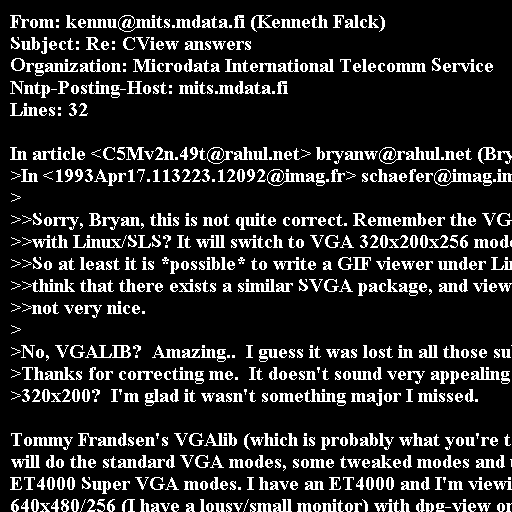 From: kennu@mits.mdata.fi (Kenneth Falck)
Subject: Re: CView answers
Organization: Microdata International Telecomm Service
Nntp-Posting-Host: mits.mdata.fi
Lines: 32

In article <C5Mv2n.49t@rahul.net> bryanw@rahul.net (Bry
>In <1993Apr17.113223.12092@imag.fr> schaefer@imag.im
>
>>Sorry, Bryan, this is not quite correct. Remember the VG
>>with Linux/SLS? It will switch to VGA 320x200x256 mode
>>So at least it is *possible* to write a GIF viewer under Li
>>think that there exists a similar SVGA package, and view
>>not very nice.
>
>No, VGALIB?  Amazing..  I guess it was lost in all those su
>Thanks for correcting me.  It doesn't sound very appealing
>320x200?  I'm glad it wasn't something major I missed.

Tommy Frandsen's VGAlib (which is probably what you're t
will do the standard VGA modes, some tweaked modes and
ET4000 Super VGA modes. I have an ET4000 and I'm viewi
640x480/256 (I have a lousy/small monitor) with dpg-view or